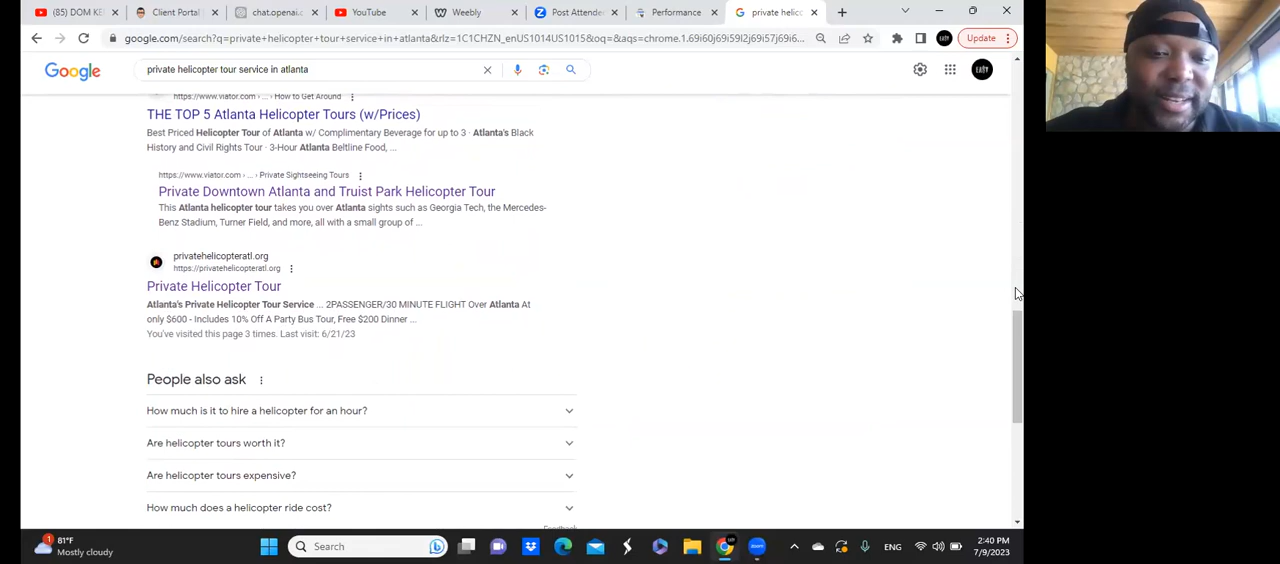 (85) DOM KE
Client Portal
chat.openai.c
YouTube
Weebly
Post Attende
Performance
private helic
google.com/search?q=private+helicopter+tour+service+in+atlanta&rlz=1C1CHZN_enUS1014US1015&oq=&aqs=chrome.1.69i60j69i59l2j69i57j69i6...
EASY
Update
Google
private helicopter tour service in atlanta
EASY
https://www.viator.com › ... › How to Get Around
THE TOP 5 Atlanta Helicopter Tours (w/Prices)
Best Priced Helicopter Tour of Atlanta w/ Complimentary Beverage for up to 3 · Atlanta's Black
History and Civil Rights Tour · 3-Hour Atlanta Beltline Food, ...
https://www.viator.com › ... › Private Sightseeing Tours
Private Downtown Atlanta and Truist Park Helicopter Tour
This Atlanta helicopter tour takes you over Atlanta sights such as Georgia Tech, the Mercedes-
Benz Stadium, Turner Field, and more, all with a small group of ...
privatehelicopteratl.org
https://privatehelicopteratl.org
Private Helicopter Tour
Atlanta's Private Helicopter Tour Service ... 2PASSENGER/30 MINUTE FLIGHT Over Atlanta At
only $600 - Includes 10% Off A Party Bus Tour, Free $200 Dinner ...
You've visited this page 3 times. Last visit: 6/21/23
People also ask
How much is it to hire a helicopter for an hour?
Are helicopter tours worth it?
Are helicopter tours expensive?
How much does a helicopter ride cost?
Feedback
1
81°F
Mostly cloudy
Search
ENG
2:40 PM
7/9/2023